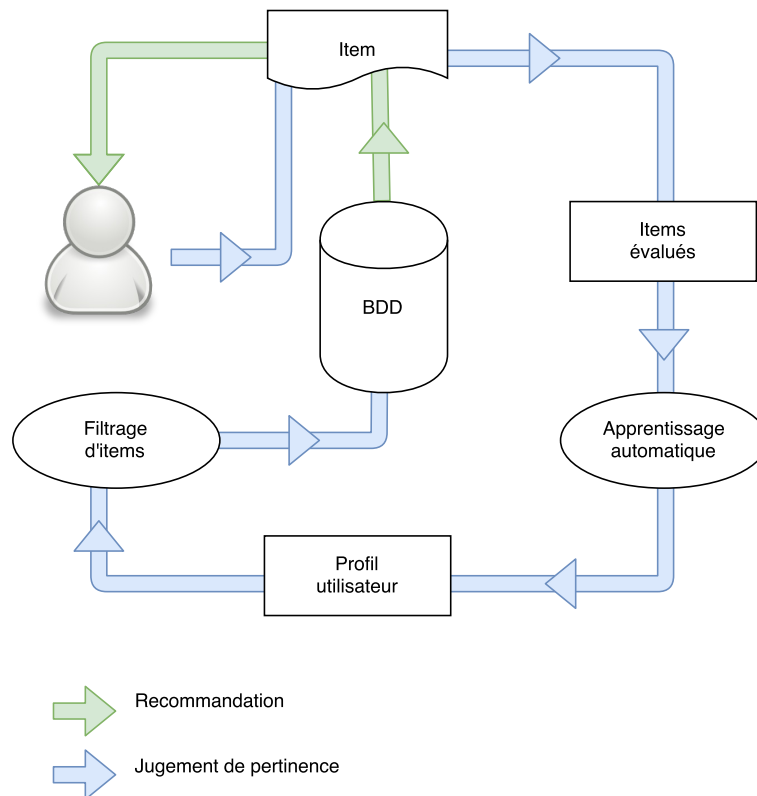 Item
Items
évalués
BDD
Filtrage
d'items
Apprentissage
automatique
Profil
utilisateur
Recommandation
Jugement de pertinence